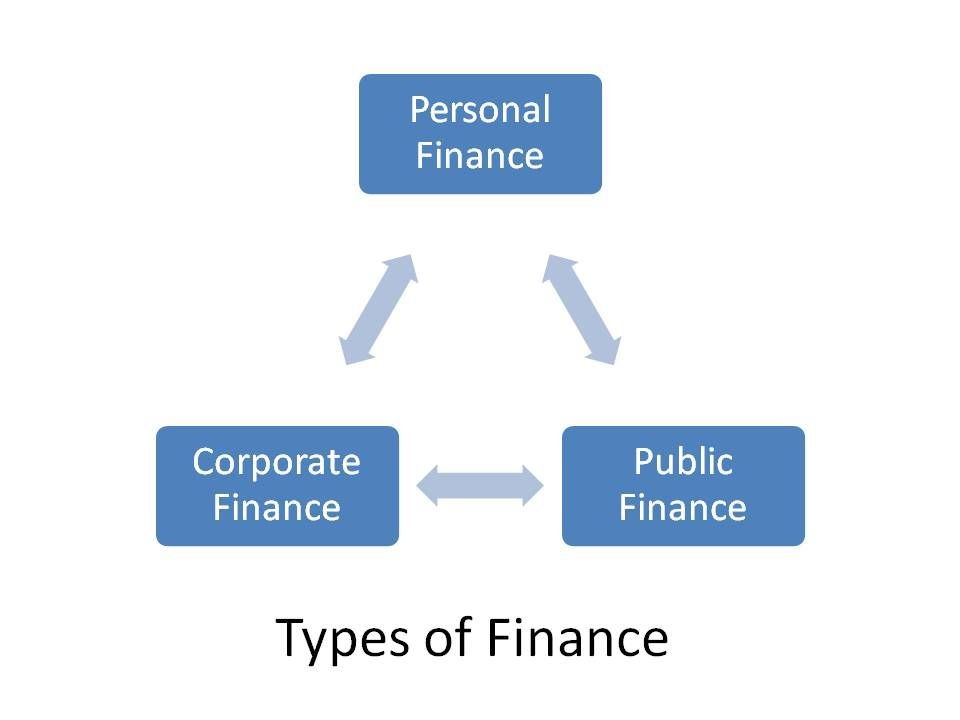 Personal
Finance
Corporate
Finance
Public
Finance
Types of Finance